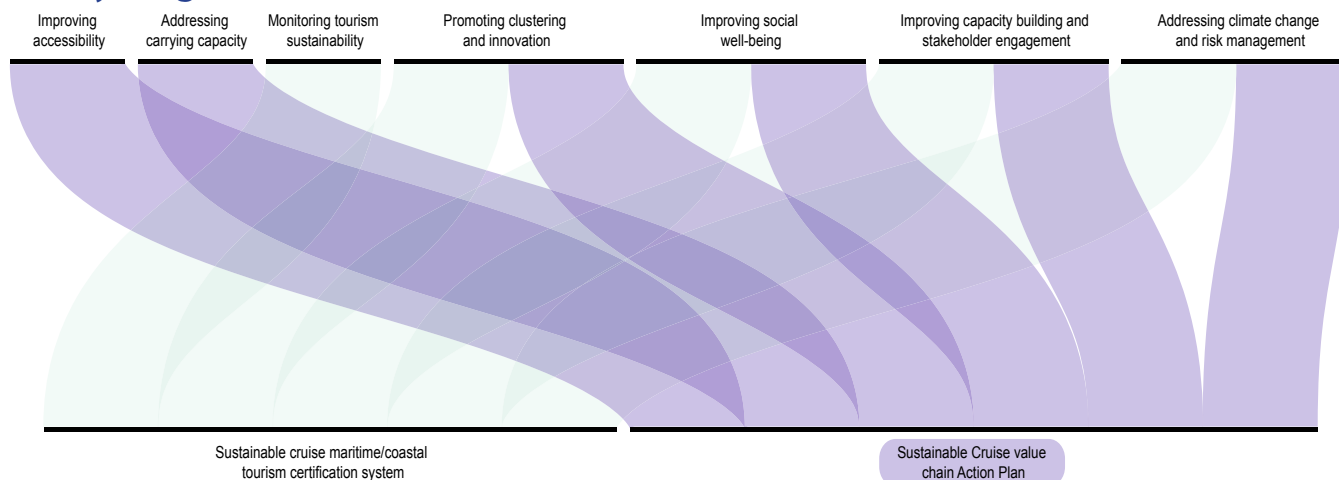 Improving
accessibility
Addressing
carrying capacity
Monitoring tourism
sustainability
Promoting clustering
and innovation
Improving social
well-being
Improving capacity building and
stakeholder engagement
Addressing climate change
and risk management
Sustainable cruise maritime/coastal
tourism certification system
Sustainable Cruise value
chain Action Plan